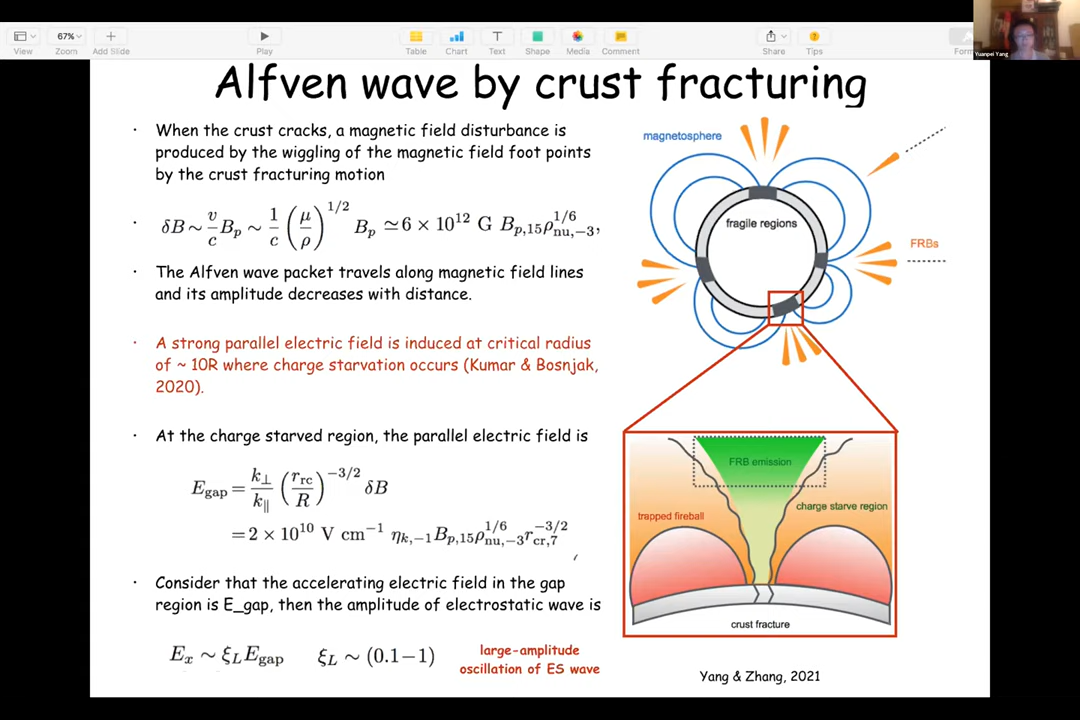 67%
View
Zoom
Add Slide
Play
Table
Chart
Text
Shape
Media
Comment
Share
Tips
Yuanpei Yang
Alfven wave by crust fracturing
· When the crust cracks, a magnetic field disturbance is
produced by the wiggling of the magnetic field foot points
by the crust fracturing motion
· δB ~ v/c B_p ~ 1/c (μ/ρ)^{1/2} B_p ≃ 6 × 10^{12} G B_{p,15} ρ_{nu,−3}^{1/6},
· The Alfven wave packet travels along magnetic field lines
and its amplitude decreases with distance.
· A strong parallel electric field is induced at critical radius
of ~ 10R where charge starvation occurs (Kumar & Bosnjak,
2020).
· At the charge starved region, the parallel electric field is
E_{gap} = k_⊥/k_∥ (r_{rc}/R)^{−3/2} δB
= 2 × 10^{10} V cm^{−1} η_{k,−1} B_{p,15} ρ_{nu,−3}^{1/6} r_{cr,7}^{−3/2}
· Consider that the accelerating electric field in the gap
region is E_gap, then the amplitude of electrostatic wave is
E_x ~ ξ_L E_{gap} ξ_L ~ (0.1−1)
large-amplitude
oscillation of ES wave
magnetosphere
fragile regions
FRBs
FRB emission
trapped fireball
charge starve region
crust fracture
Yang & Zhang, 2021